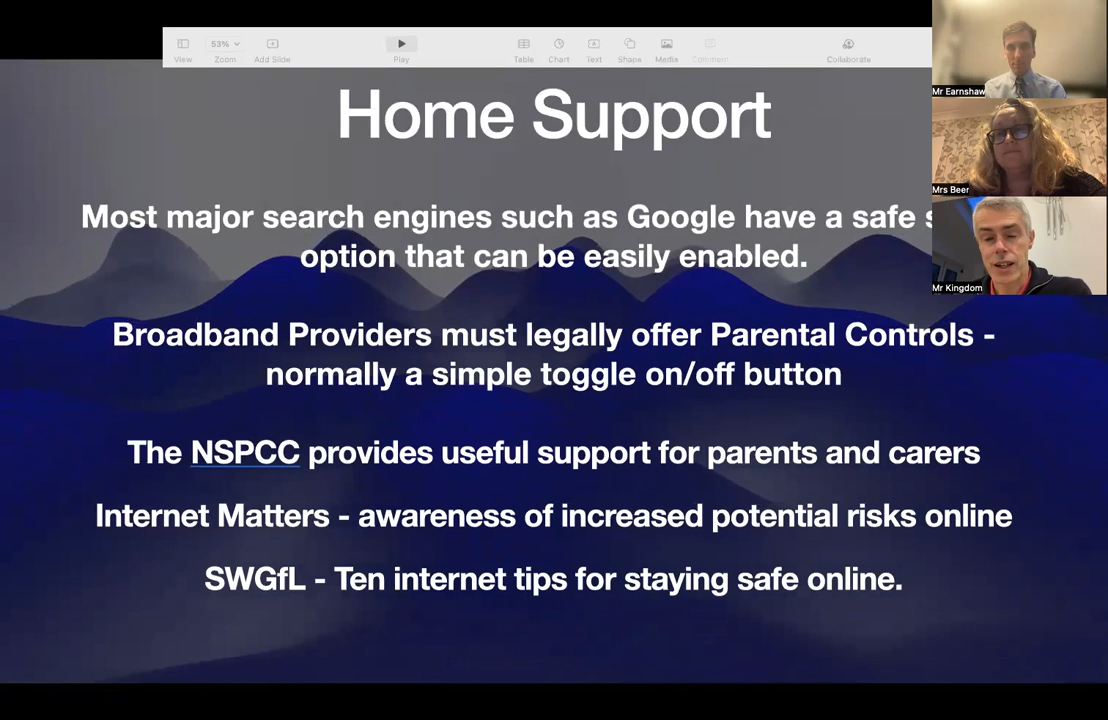 53%
View
Zoom
Add Slide
Play
Table
Chart
Text
Shape
Media
Comment
Collaborate
Mr Earnshaw
Mrs Beer
Mr Kingdom
Home Support
Most major search engines such as Google have a safe
option that can be easily enabled.
Broadband Providers must legally offer Parental Controls -
normally a simple toggle on/off button
The NSPCC provides useful support for parents and carers
Internet Matters - awareness of increased potential risks online
SWGfL - Ten internet tips for staying safe online.